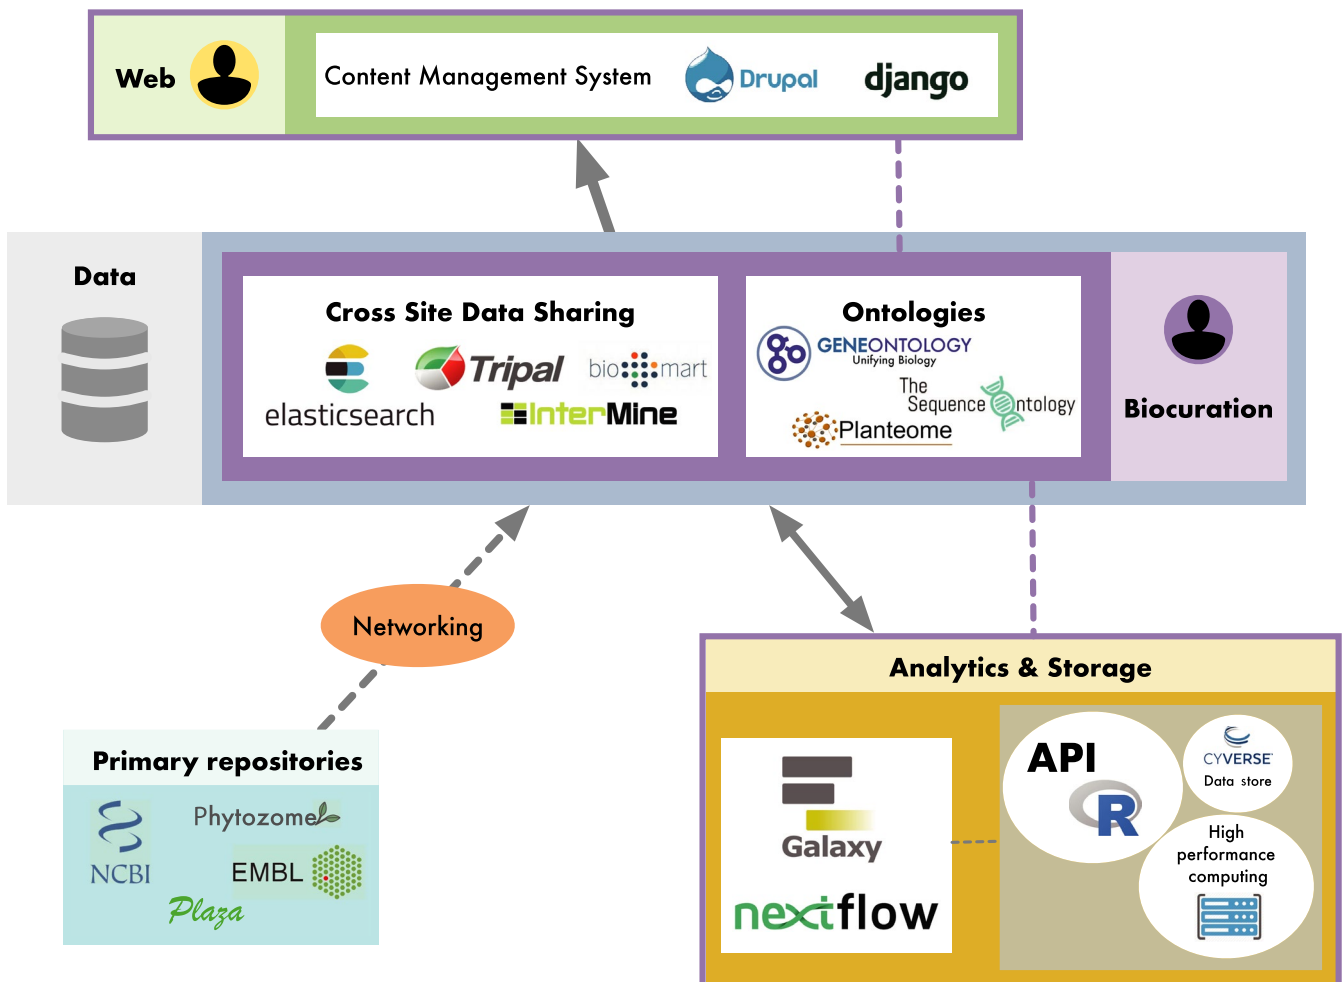 Web
Content Management System
Drupal
django
Data
Cross Site Data Sharing
elasticsearch
Tripal
bio mart
InterMine
Ontologies
GENEONTOLOGY
Unifying Biology
The
Sequence Ontology
Planteome
Biocuration
Networking
Primary repositories
NCBI
Phytozome
EMBL
Plaza
Analytics & Storage
Galaxy
nextflow
API
R
CYVERSE
Data store
High
performance
computing